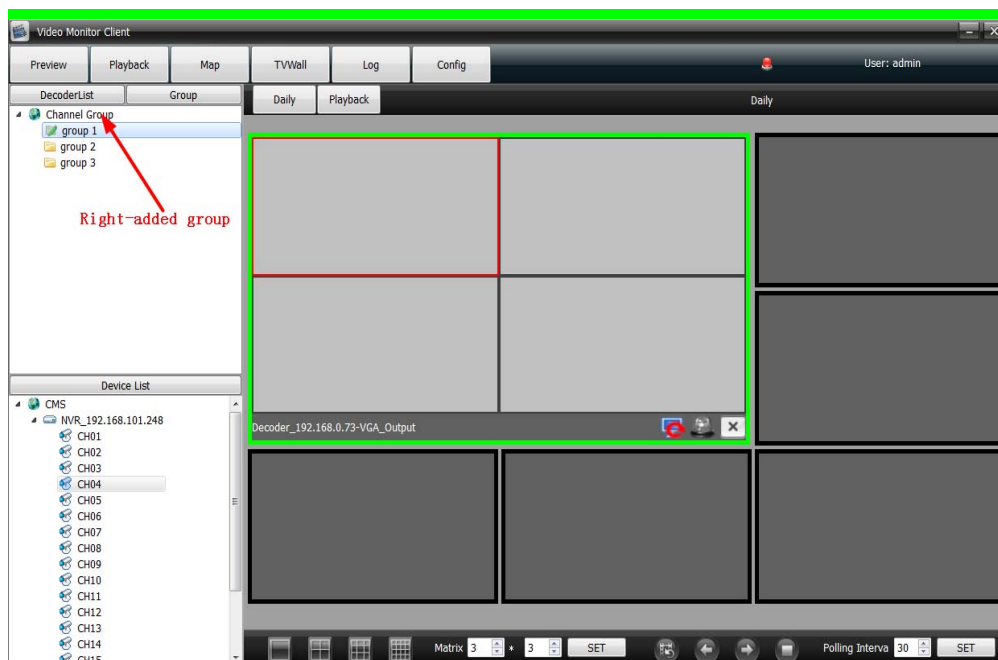 Video Monitor Client
Preview Playback Map TVWall Log Config User: admin
DecoderList Group Daily Playback Daily
Channel Group
group 1
group 2
group 3
Right-added group
Decoder_192.168.0.73-VGA_Output
Device List
CMS
NVR_192.168.101.248
CH01
CH02
CH03
CH04
CH05
CH06
CH07
CH08
CH09
CH10
CH11
CH12
CH13
CH14
CH15
Matrix 3 * 3 SET Polling Interva 30 SET